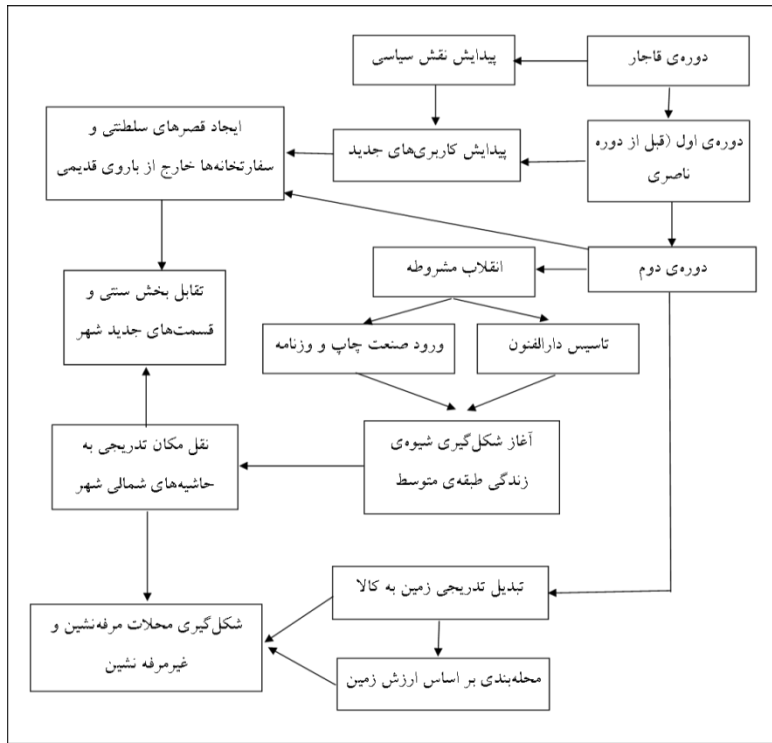 دوره‌ی قاجار
پیدایش نقش سیاسی
دوره‌ی اول (قبل از دوره
ناصری
پیدایش کاربری‌های جدید
ایجاد قصرهای سلطنتی و
سفارتخانه‌ها خارج از باروی قدیمی
دوره‌ی دوم
انقلاب مشروطه
تقابل بخش سنتی و
قسمت‌های جدید شهر
تاسیس دارالفنون
ورود صنعت چاپ و وزنامه
آغاز شکل‌گیری شیوه‌ی
زندگی طبقه‌ی متوسط
نقل مکان تدریجی به
حاشیه‌های شمالی شهر
تبدیل تدریجی زمین به کالا
شکل‌گیری محلات مرفه‌نشین و
غیرمرفه نشین
محله‌بندی بر اساس ارزش زمین